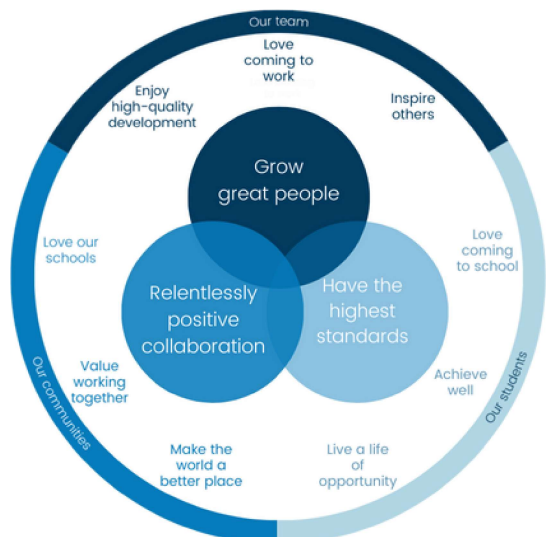 Our team
Love
coming to
work
Enjoy
high-quality
development
Inspire
others
Grow
great people
Love our
schools
Love
coming
to school
Relentlessly
positive
collaboration
Have the
highest
standards
Value
working
together
Achieve
well
Our communities
Our students
Make the
world a
better place
Live a life
of
opportunity